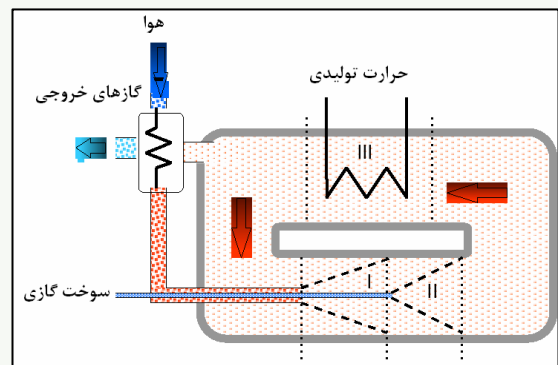 هوا
گازهای خروجی
حرارت تولیدی
III
I
II
سوخت گازی